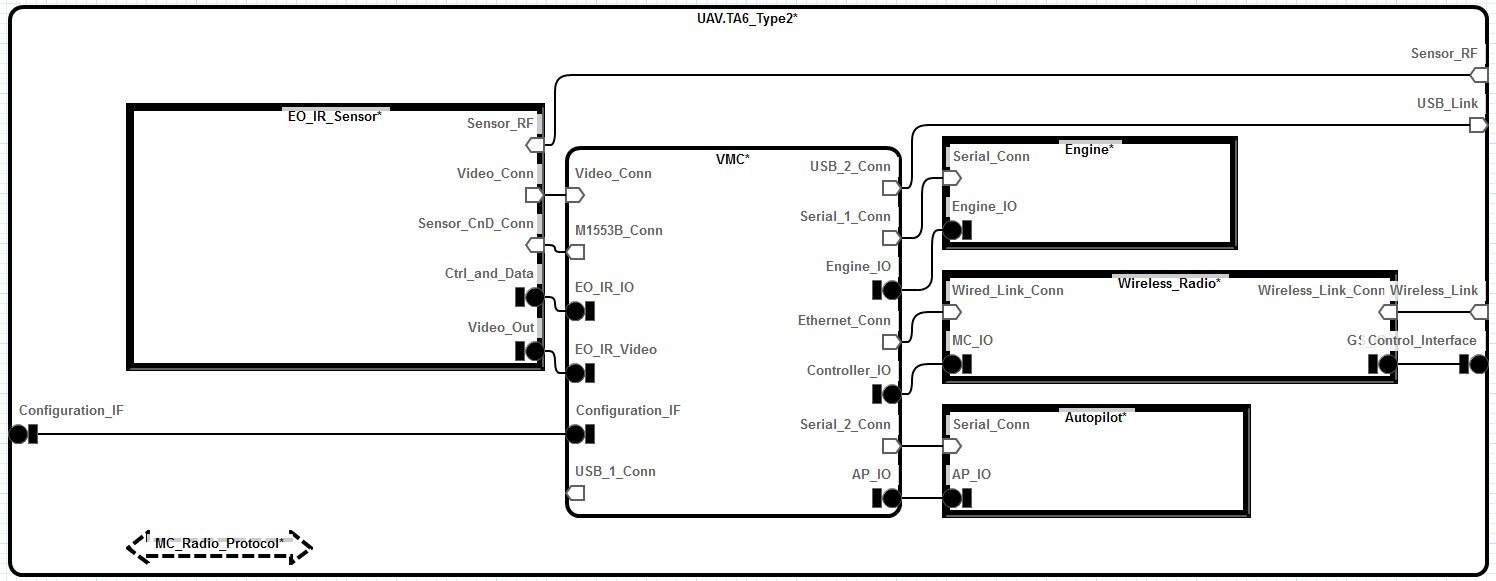 UAV.TA6_Type2*
Sensor_RF
USB_Link
EO_IR_Sensor*
Sensor_RF
Video_Conn
Sensor_CnD_Conn
Ctrl_and_Data
Video_Out
VMC*
Video_Conn
M1553B_Conn
EO_IR_IO
EO_IR_Video
Configuration_IF
USB_1_Conn
USB_2_Conn
Serial_1_Conn
Engine_IO
Ethernet_Conn
Controller_IO
Serial_2_Conn
AP_IO
Engine*
Serial_Conn
Engine_IO
Wireless_Radio*
Wired_Link_Conn
MC_IO
Wireless_Link_Conn
Wireless_Link
GS
Control_Interface
Autopilot*
Serial_Conn
AP_IO
Configuration_IF
MC_Radio_Protocol*